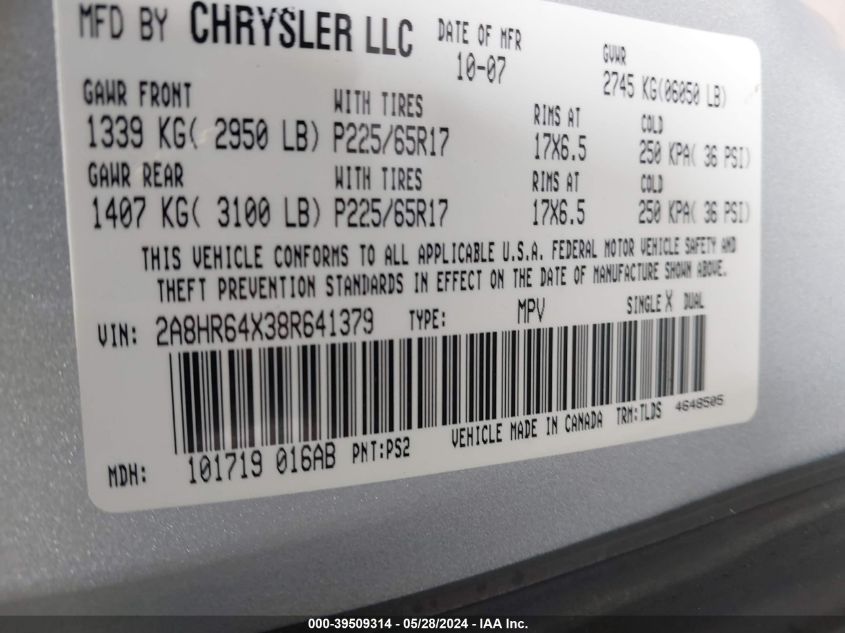 MFD BY CHRYSLER LLC DATE OF MFR GVWR
10-07 2745 KG(06050 LB)
GAWR FRONT WITH TIRES RIMS AT COLD
1339 KG( 2950 LB) P225/65R17 17X6.5 250 KPA( 36 PSI)
GAWR REAR WITH TIRES RIMS AT COLD
1407 KG( 3100 LB) P225/65R17 17X6.5 250 KPA( 36 PSI)
THIS VEHICLE CONFORMS TO ALL APPLICABLE U.S.A. FEDERAL MOTOR VEHICLE SAFETY AND
THEFT PREVENTION STANDARDS IN EFFECT ON THE DATE OF MANUFACTURE SHOWN ABOVE.
VIN: 2A8HR64X38R641379 TYPE: MPV SINGLE X DUAL
MDH: 101719 016AB PNT:PS2 VEHICLE MADE IN CANADA TRM:TLDS 4648505
000-39509314 - 05/28/2024 - IAA Inc.